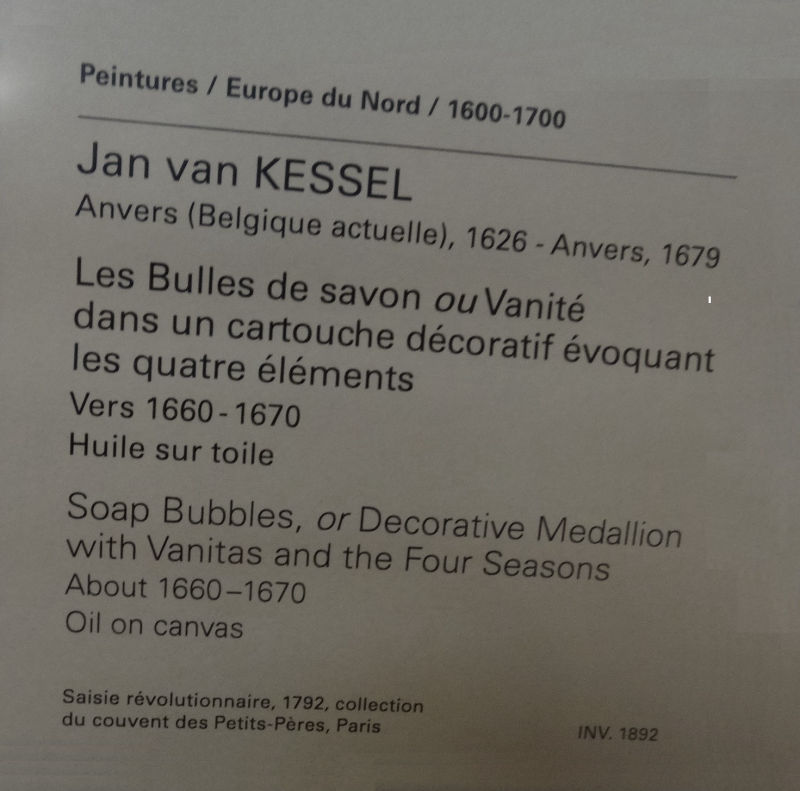 Peintures / Europe du Nord / 1600-1700
Jan van KESSEL
Anvers (Belgique actuelle), 1626 - Anvers, 1679
Les Bulles de savon ou Vanité
dans un cartouche décoratif évoquant
les quatre éléments
Vers 1660-1670
Huile sur toile
Soap Bubbles, or Decorative Medallion
with Vanitas and the Four Seasons
About 1660–1670
Oil on canvas
Saisie révolutionnaire, 1792, collection
du couvent des Petits-Pères, Paris
INV. 1892